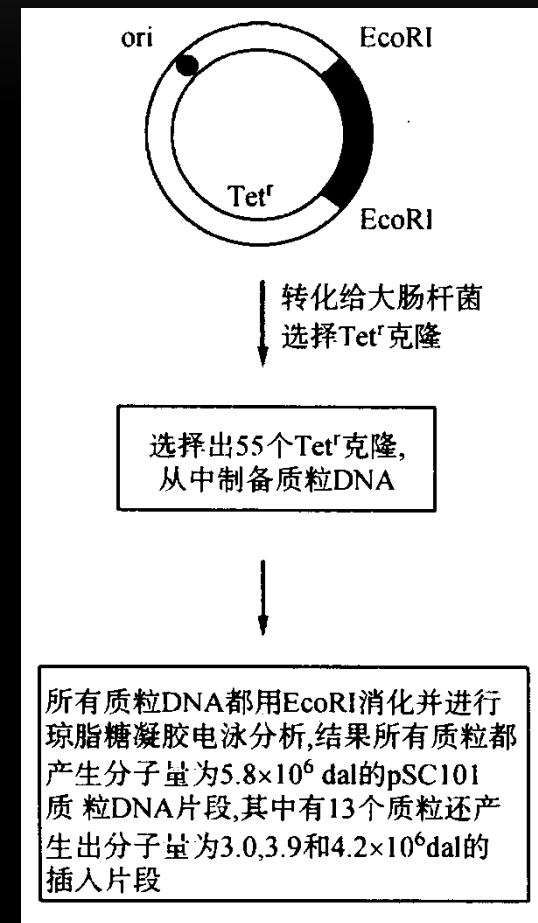 ori EcoRI
Tetʳ
EcoRI
转化给大肠杆菌
选择Tetʳ克隆
选择出55个Tetʳ克隆,
从中制备质粒DNA
所有质粒DNA都用EcoRI消化并进行
琼脂糖凝胶电泳分析,结果所有质粒都
产生分子量为5.8×10⁶ dal的pSC101
质 粒DNA片段,其中有13个质粒还产
生出分子量为3.0,3.9和4.2×10⁶dal的
插入片段